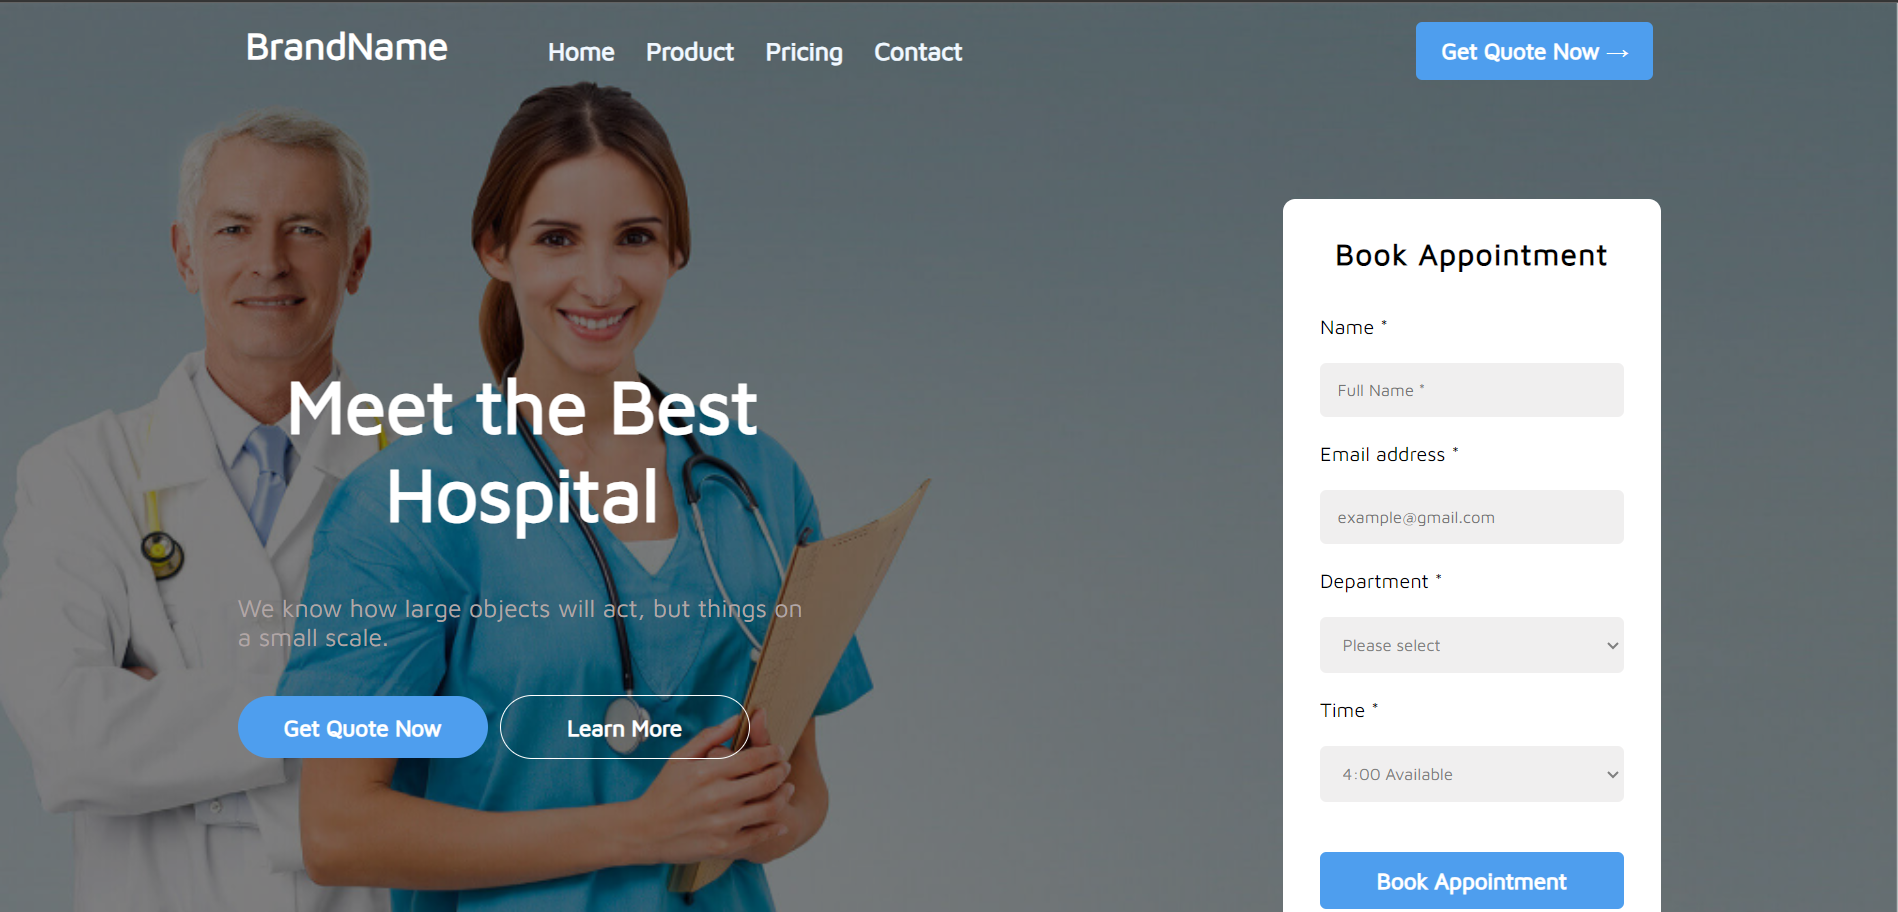 BrandName
Home Product Pricing Contact
Get Quote Now →
Meet the Best
Hospital
We know how large objects will act, but things on
a small scale.
Get Quote Now
Learn More
Book Appointment
Name *
Full Name *
Email address *
example@gmail.com
Department *
Please select
Time *
4:00 Available
Book Appointment